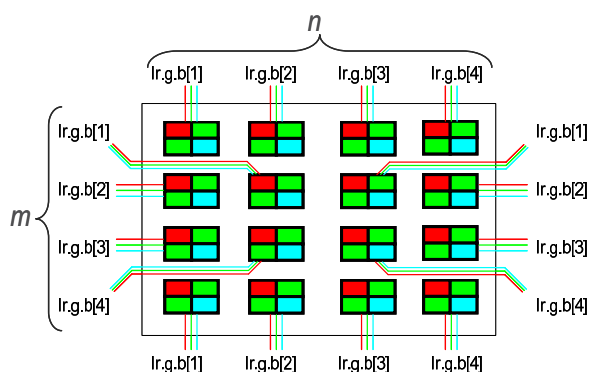 n
Ir.g.b[1] Ir.g.b[2] Ir.g.b[3] Ir.g.b[4]
m
Ir.g.b[1] Ir.g.b[1]
Ir.g.b[2] Ir.g.b[2]
Ir.g.b[3] Ir.g.b[3]
Ir.g.b[4] Ir.g.b[4]
Ir.g.b[1] Ir.g.b[2] Ir.g.b[3] Ir.g.b[4]